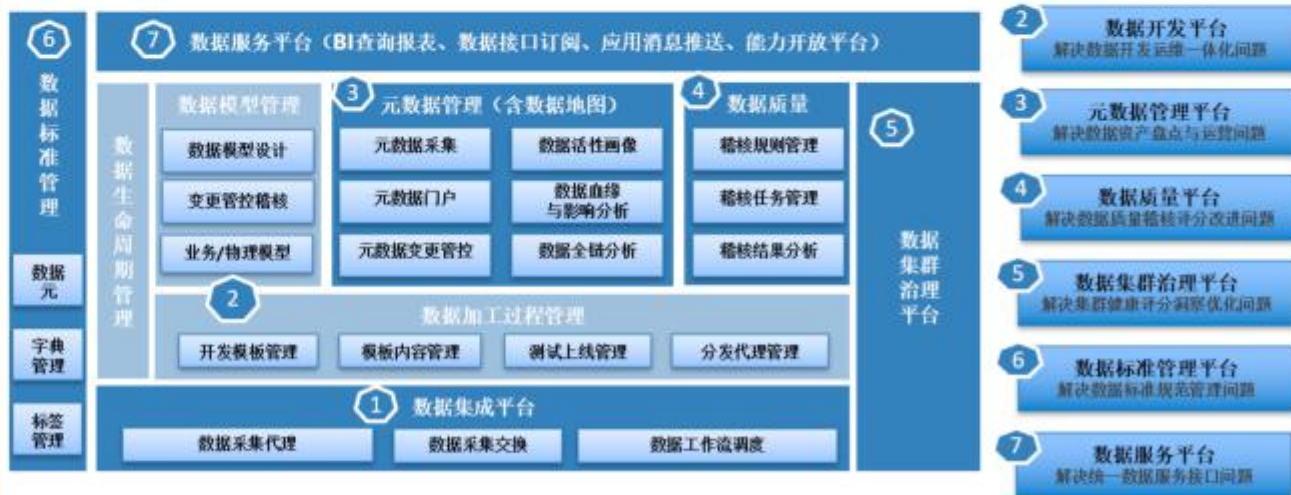 6
数据标准管理
数据元
字典管理
标签管理
7
数据服务平台（BI查询报表、数据接口订阅、应用消息推送、能力开放平台）
数据生命周期管理
数据模型管理
数据模型设计
变更管控稽核
业务/物理模型
3
元数据管理（含数据地图）
元数据采集
数据活性画像
元数据门户
数据血缘
与影响分析
元数据变更管控
数据全链分析
4
数据质量
稽核规则管理
稽核任务管理
稽核结果分析
2
数据加工过程管理
开发模板管理
模板内容管理
测试上线管理
分发代理管理
1
数据集成平台
数据采集代理
数据采集交换
数据工作流调度
5
数据集群治理平台
2
数据开发平台
解决数据开发运维一体化问题
3
元数据管理平台
解决数据资产盘点与运营问题
4
数据质量平台
解决数据质量稽核评分改进问题
5
数据集群治理平台
解决集群健康评分洞察优化问题
6
数据标准管理平台
解决数据标准规范管理问题
7
数据服务平台
解决统一数据服务接口问题